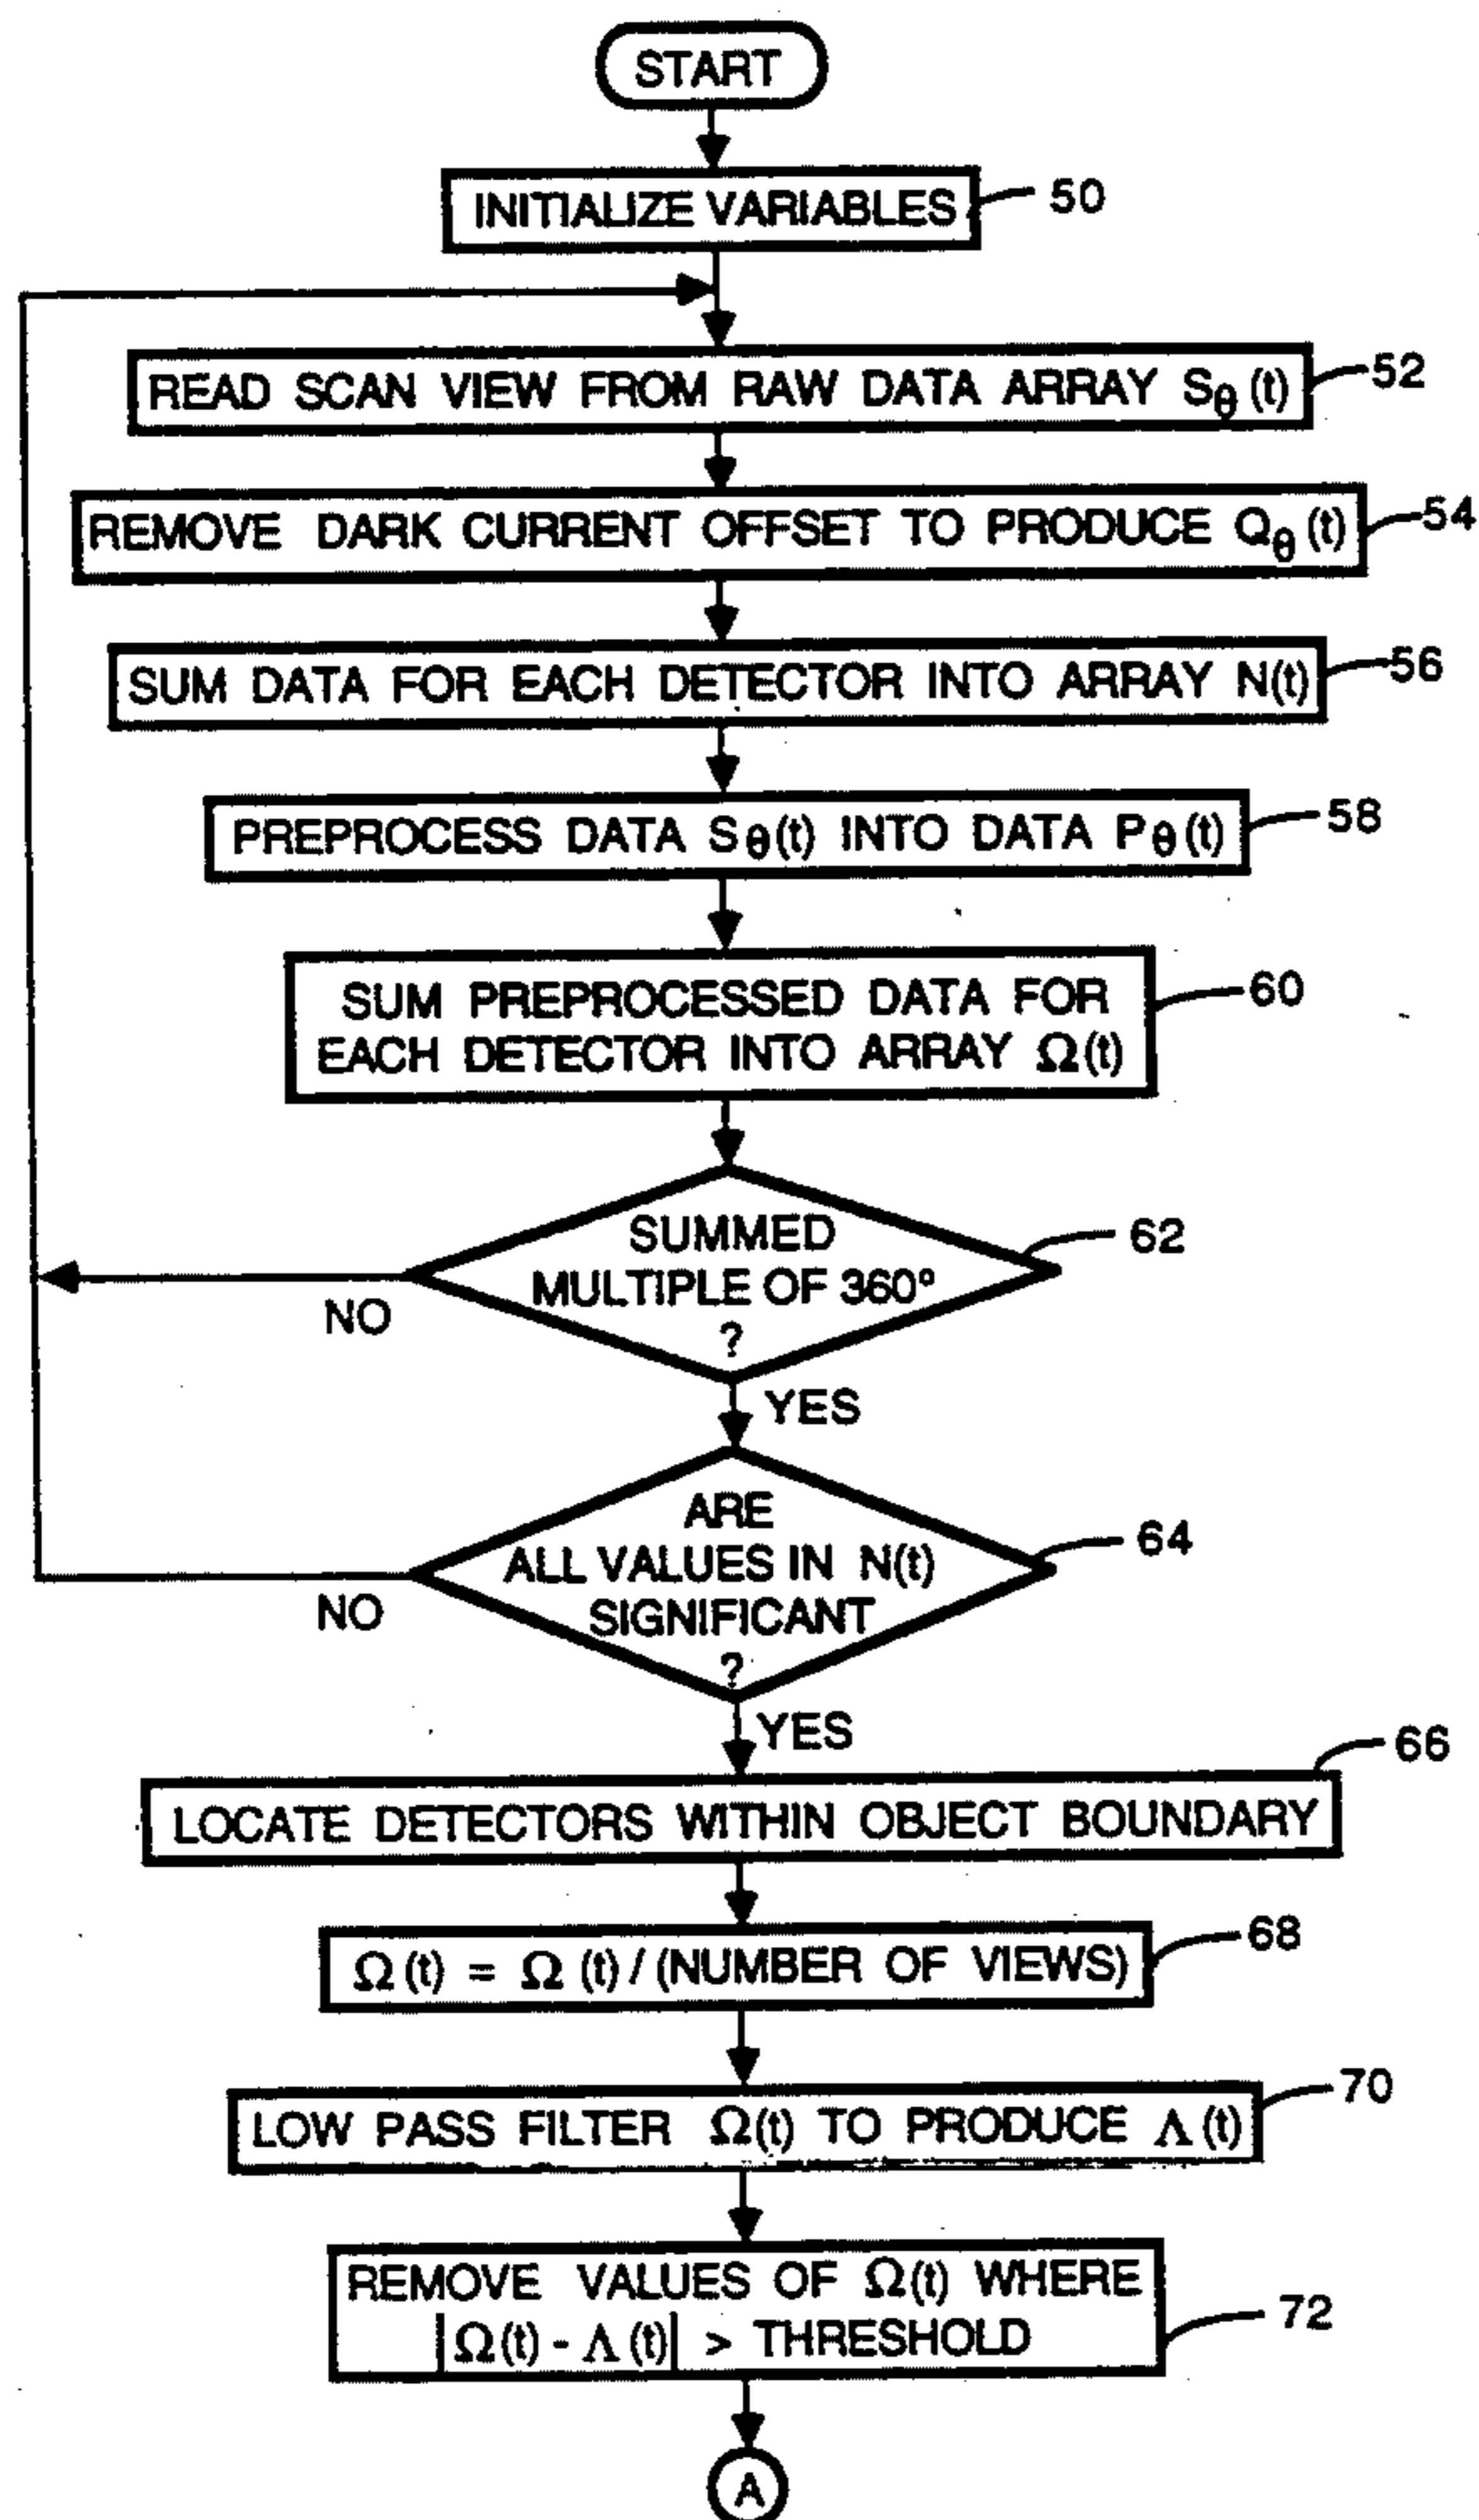 START
INITIALIZE VARIABLES
50
READ SCAN VIEW FROM RAW DATA ARRAY Sθ (t)
52
REMOVE DARK CURRENT OFFSET TO PRODUCE Qθ (t)
54
SUM DATA FOR EACH DETECTOR INTO ARRAY N(t)
56
PREPROCESS DATA Sθ(t) INTO DATA Pθ(t)
58
SUM PREPROCESSED DATA FOR
EACH DETECTOR INTO ARRAY Ω(t)
60
SUMMED
MULTIPLE OF 360°
?
62
NO
YES
ARE
ALL VALUES IN N(t)
SIGNIFICANT
?
64
NO
YES
66
LOCATE DETECTORS WITHIN OBJECT BOUNDARY
Ω(t) = Ω (t) / (NUMBER OF VIEWS)
68
LOW PASS FILTER Ω(t) TO PRODUCE Λ(t)
70
REMOVE VALUES OF Ω(t) WHERE
|Ω(t) - Λ(t)| > THRESHOLD
72
A